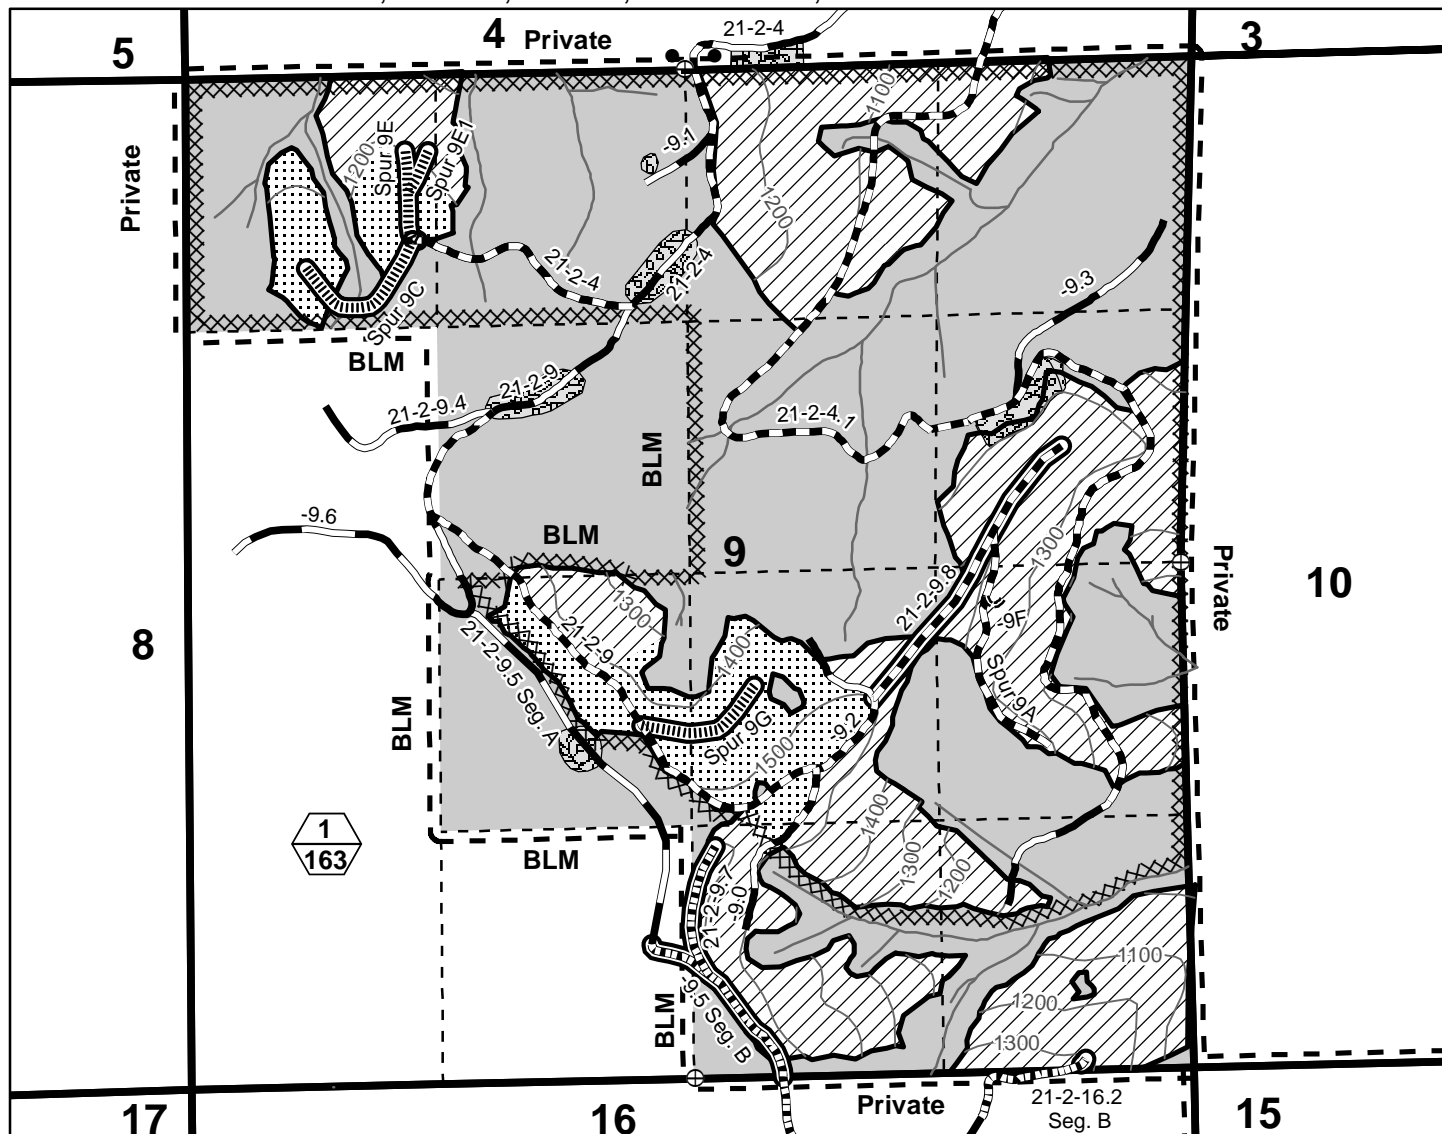 21-2-4
5
4
Private
3
1100
-9.1
1200
Spur 9E
Spur 9E1
Private
1200
21-2-4
21-2-4
-9.3
Spur 9C
BLM
21-2-9
21-2-9.4
21-2-4.1
BLM
-9.6
BLM
9
1300
Private
10
21-2-9.8
1300
8
21-2-9
21-2-9.5 Seg. A
-9F
1400
Spur 9A
BLM
Spur 9G
-9.2
1500
1400
1
163
BLM
1300
1200
21-2-9.7
-9.0
1100
-9.5 Seg. B
BLM
1200
1300
17
16
Private
21-2-16.2
Seg. B
15